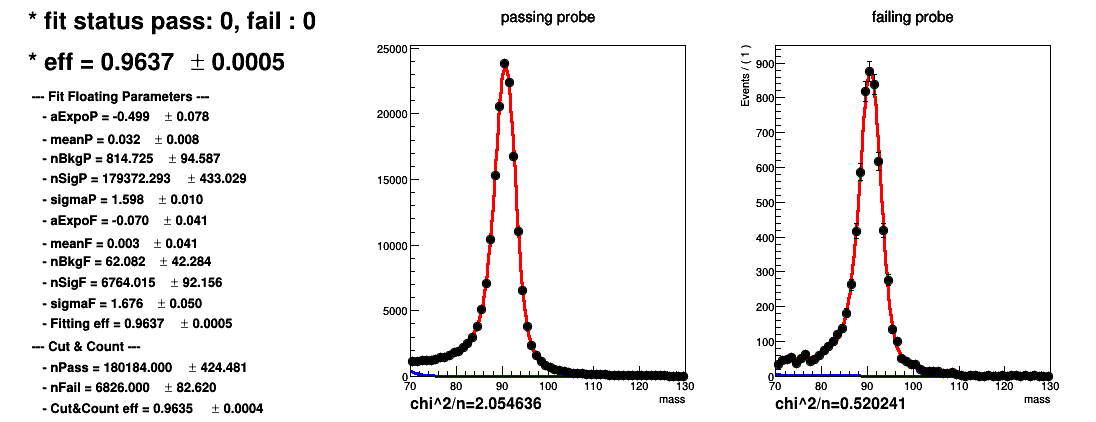 * fit status pass: 0, fail : 0
* eff = 0.9637 ± 0.0005
--- Fit Floating Parameters ---
- aExpoP = -0.499 ± 0.078
- meanP = 0.032 ± 0.008
- nBkgP = 814.725 ± 94.587
- nSigP = 179372.293 ± 433.029
- sigmaP = 1.598 ± 0.010
- aExpoF = -0.070 ± 0.041
- meanF = 0.003 ± 0.041
- nBkgF = 62.082 ± 42.284
- nSigF = 6764.015 ± 92.156
- sigmaF = 1.676 ± 0.050
- Fitting eff = 0.9637 ± 0.0005
--- Cut & Count ---
- nPass = 180184.000 ± 424.481
- nFail = 6826.000 ± 82.620
- Cut&Count eff = 0.9635 ± 0.0004
passing probe
25000
20000
15000
10000
5000
0
70 80 90 100 110 120 130
mass
chi^2/n=2.054636
failing probe
Events / ( 1 )
900
800
700
600
500
400
300
200
100
0
70 80 90 100 110 120 130
mass
chi^2/n=0.520241